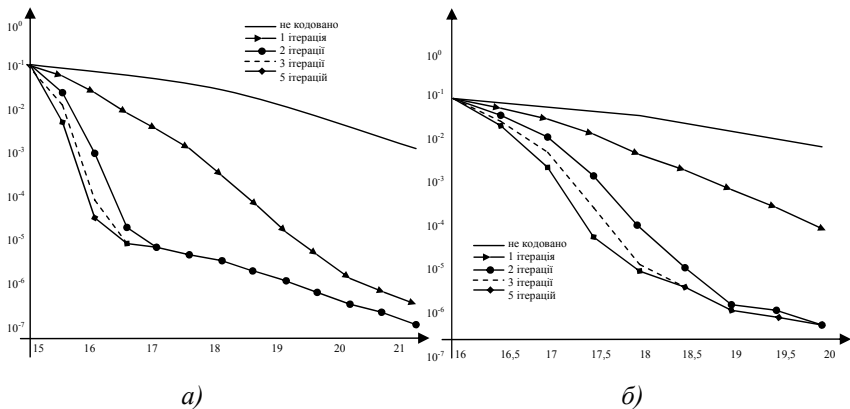 10⁰
10⁻¹
10⁻²
10⁻³
10⁻⁴
10⁻⁵
10⁻⁶
10⁻⁷
не кодовано
1 ітерація
2 ітерації
3 ітерації
5 ітерацій
15 16 17 18 19 20 21
а)
10⁰
10⁻¹
10⁻²
10⁻³
10⁻⁴
10⁻⁵
10⁻⁶
10⁻⁷
не кодовано
1 ітерація
2 ітерації
3 ітерації
5 ітерацій
16 16,5 17 17,5 18 18,5 19 19,5 20
б)